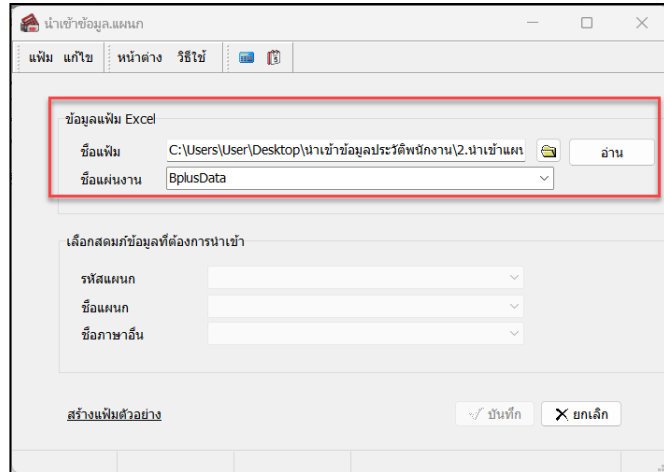 นำเข้าข้อมูล.แผนก
แฟ้ม แก้ไข หน้าต่าง วิธีใช้
ข้อมูลแฟ้ม Excel
ชื่อแฟ้ม C:\Users\User\Desktop\นำเข้าข้อมูลประวัติพนักงาน\2.นำเข้าแผน อ่าน
ชื่อแผ่นงาน BplusData
เลือกสดมภ์ข้อมูลที่ต้องการนำเข้า
รหัสแผนก
ชื่อแผนก
ชื่อภาษาอื่น
สร้างแฟ้มตัวอย่าง บันทึก ยกเลิก